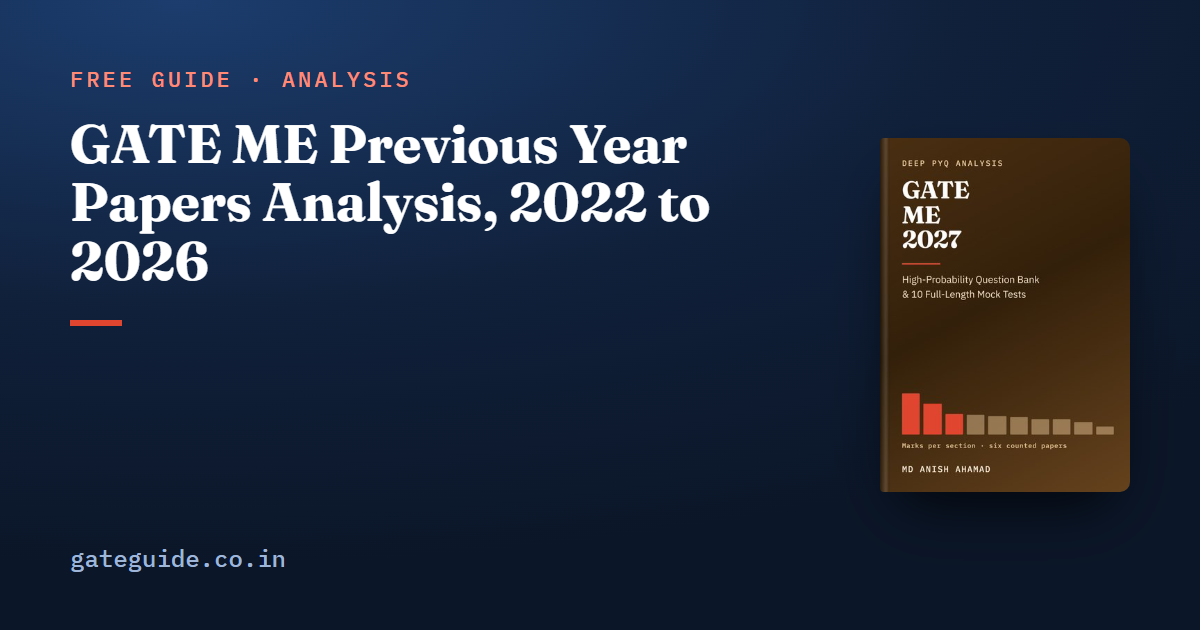 FREE GUIDE · ANALYSIS
GATE ME Previous Year
Papers Analysis, 2022 to
2026
gateguide.co.in
DEEP PYQ ANALYSIS
GATE
ME
2027
High-Probability Question Bank
& 10 Full-Length Mock Tests
Marks per section · six counted papers
MD ANISH AHAMAD